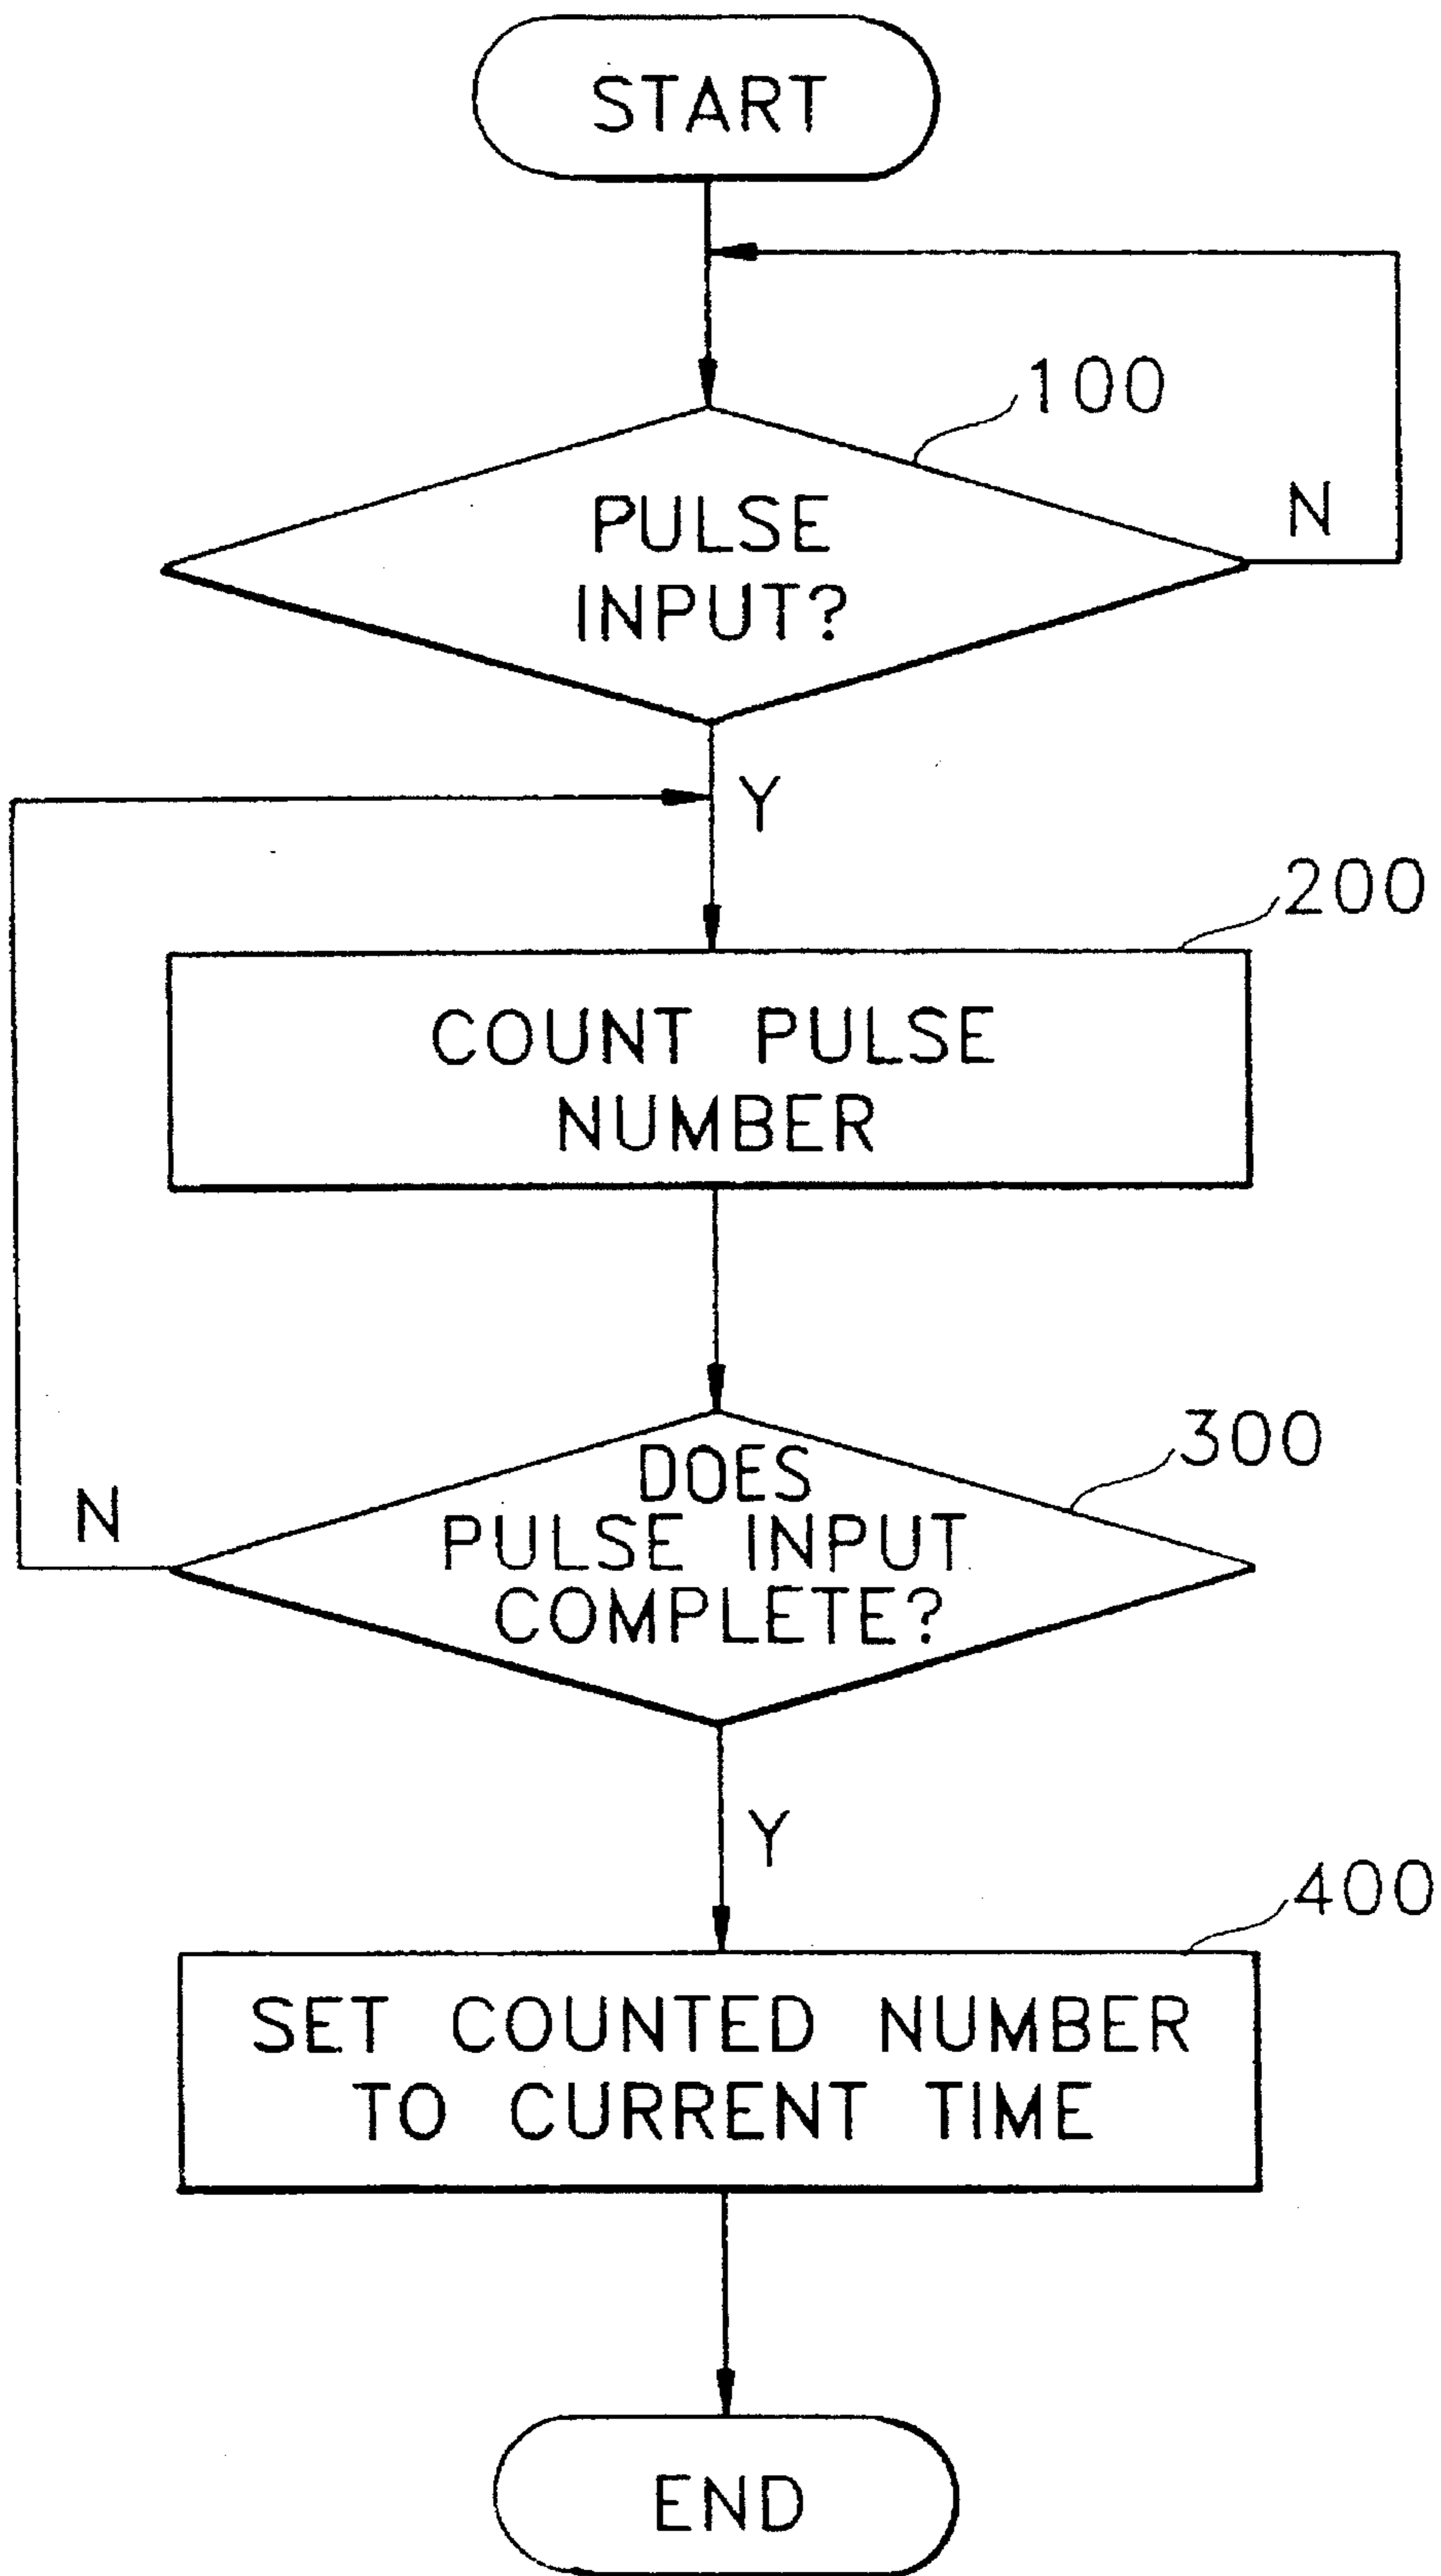 START
100
PULSE
INPUT?
N
Y
200
COUNT PULSE
NUMBER
300
DOES
PULSE INPUT
COMPLETE?
N
Y
400
SET COUNTED NUMBER
TO CURRENT TIME
END